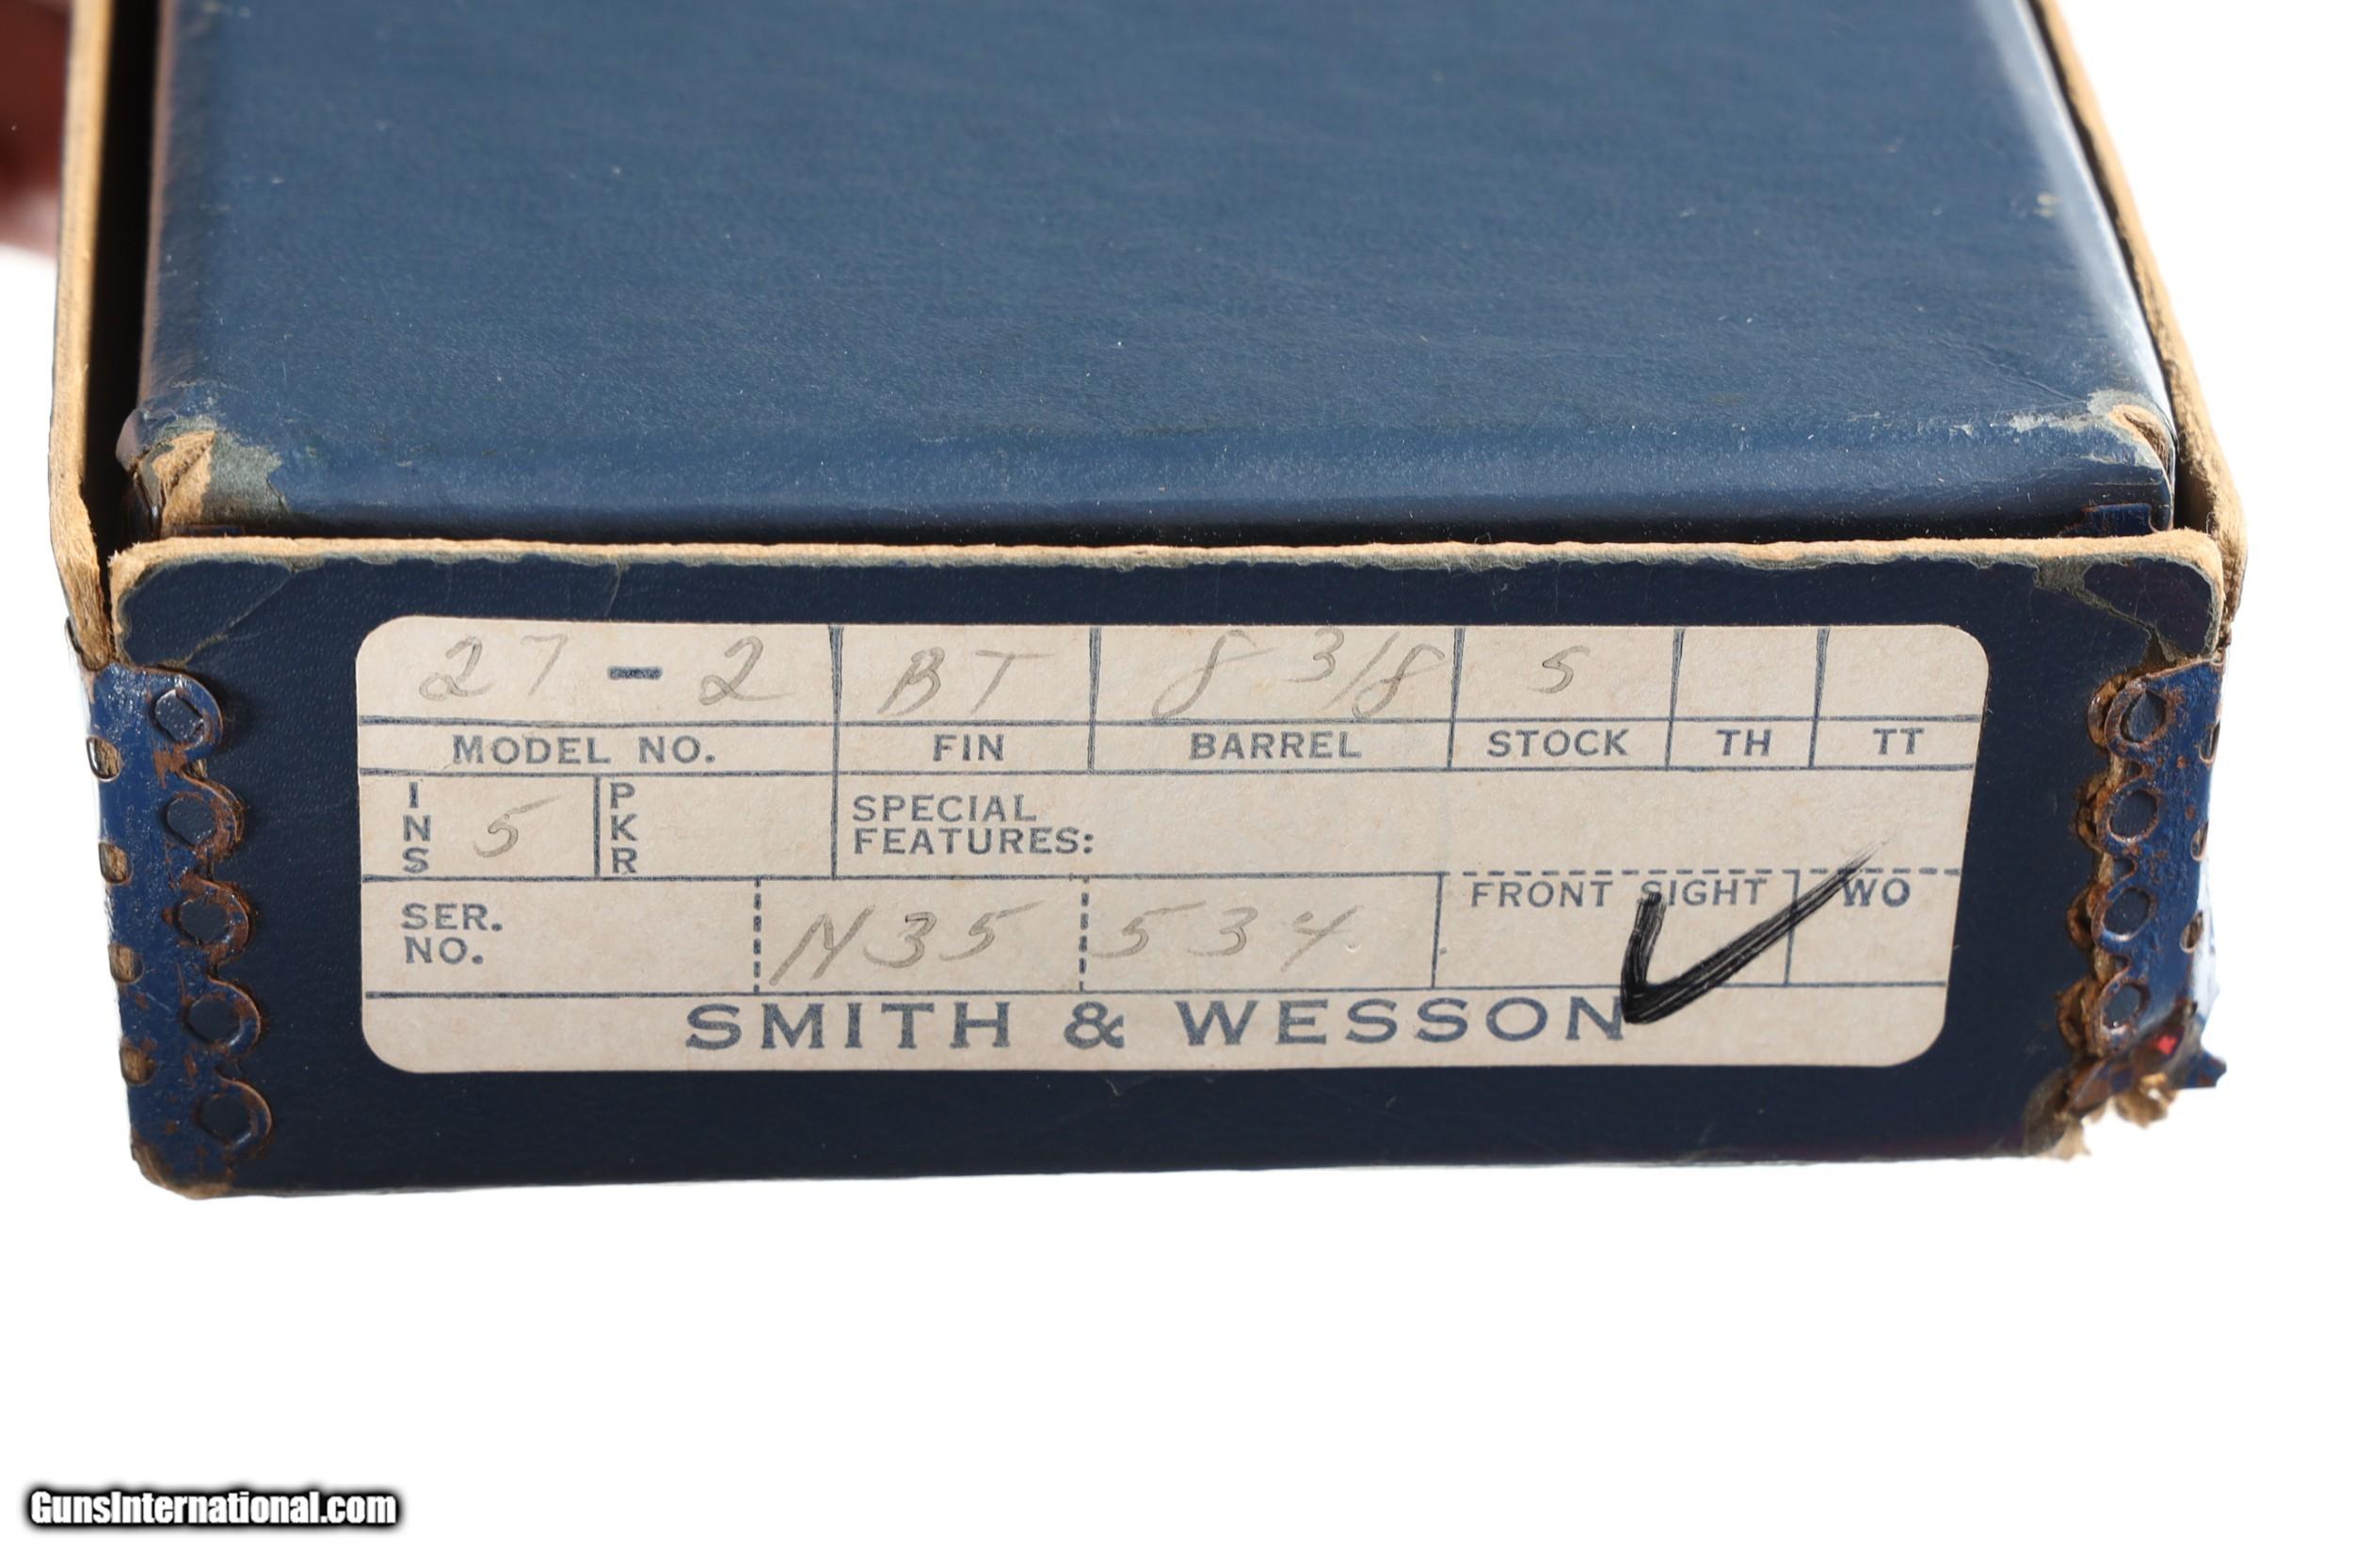 27-2 BT 8 3/8 5
MODEL NO. FIN BARREL STOCK TH TT
INS 5 PKR SPECIAL
FEATURES:
SER.
NO. N35 534 FRONT SIGHT WO
SMITH & WESSON
GunsInternational.com